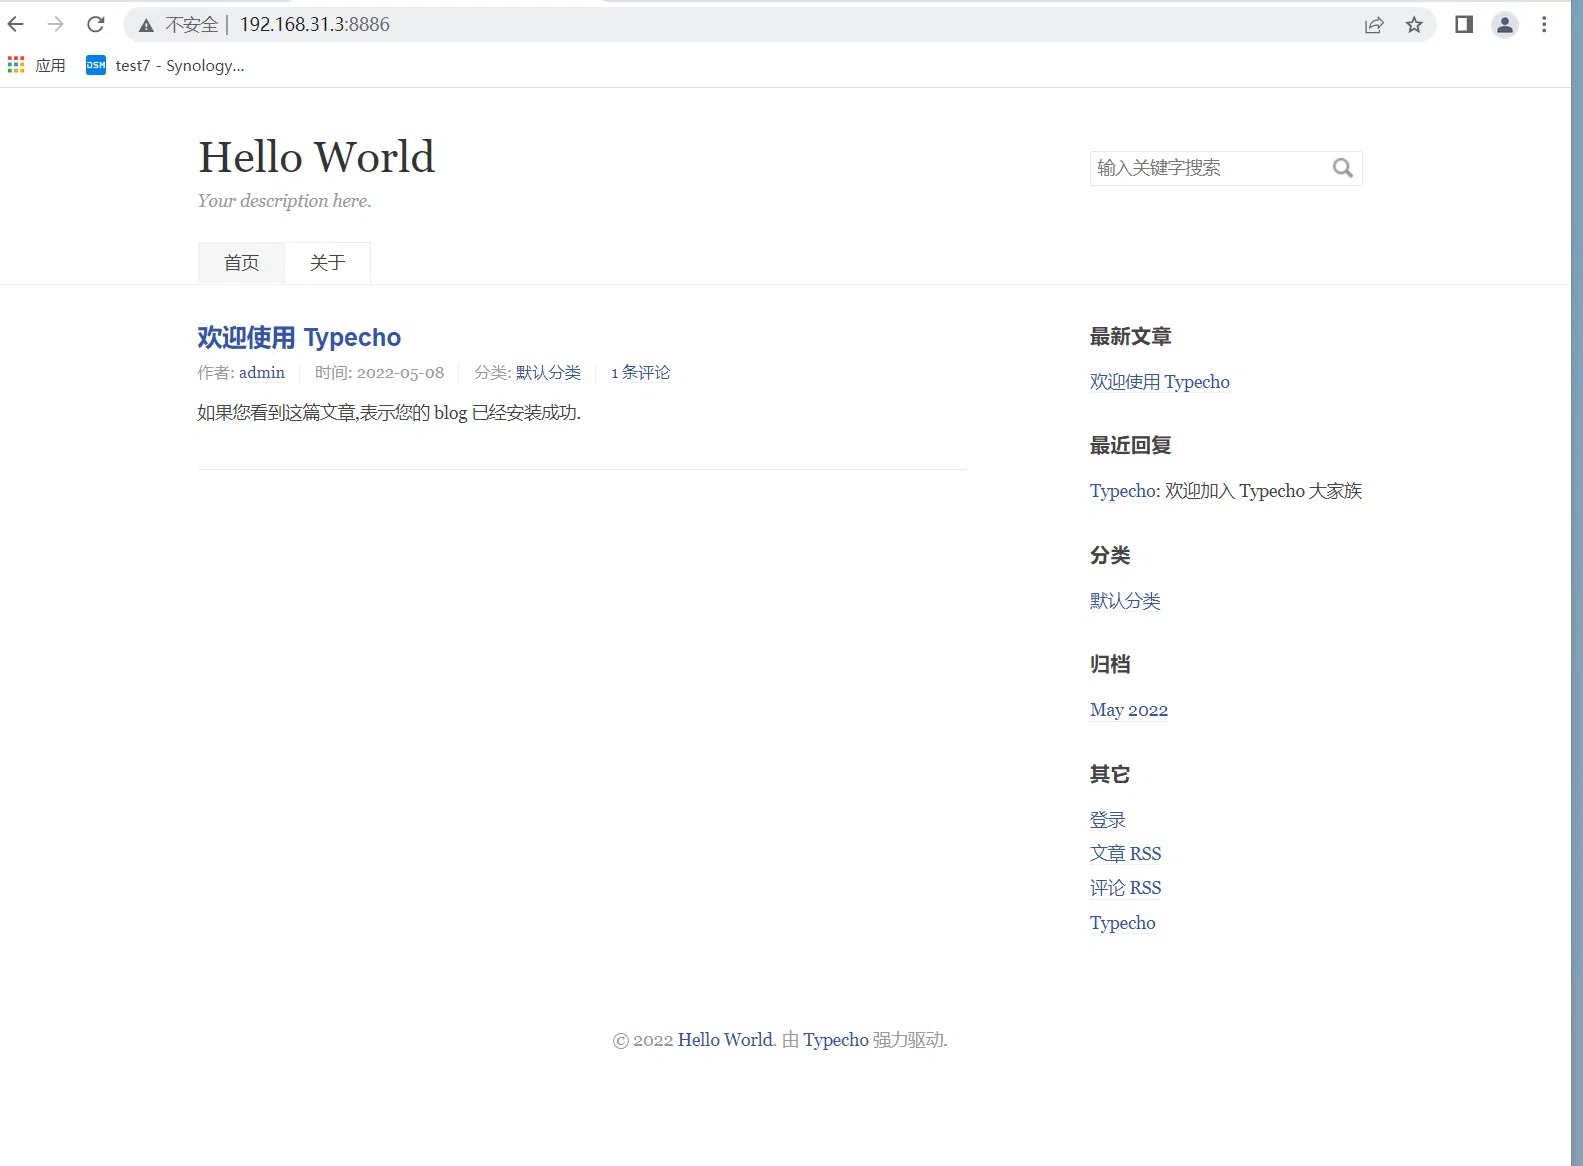 不安全 | 192.168.31.3:8886
应用 DSM test7 - Synology...
Hello World
输入关键字搜索
Your description here.
首页 关于
欢迎使用 Typecho
作者: admin 时间: 2022-05-08 分类: 默认分类 1 条评论
如果您看到这篇文章,表示您的 blog 已经安装成功.
最新文章
欢迎使用 Typecho
最近回复
Typecho: 欢迎加入 Typecho 大家族
分类
默认分类
归档
May 2022
其它
登录
文章 RSS
评论 RSS
Typecho
© 2022 Hello World. 由 Typecho 强力驱动.